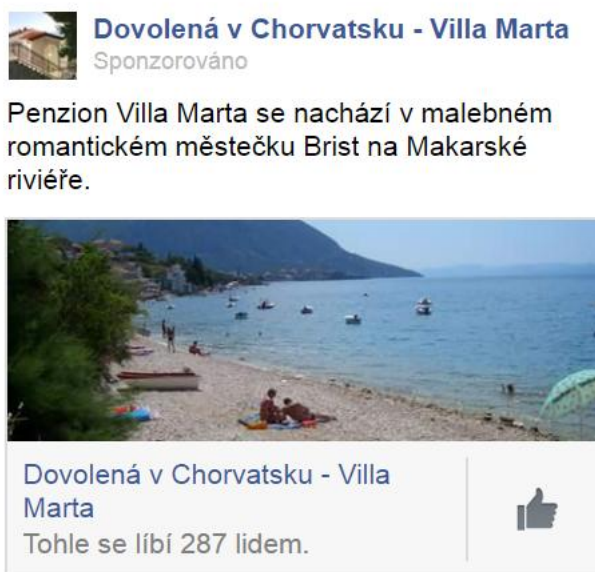 Dovolená v Chorvatsku - Villa Marta
Sponzorováno
Penzion Villa Marta se nachází v malebném
romantickém městečku Brist na Makarské
riviéře.
Dovolená v Chorvatsku - Villa
Marta
Tohle se líbí 287 lidem.